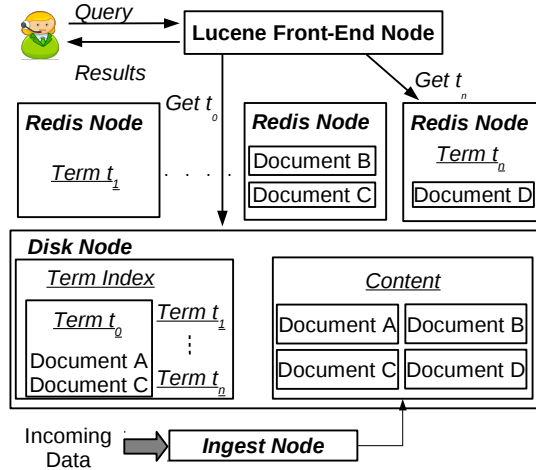 Query
Lucene Front-End Node
Results
Get t0
Get tn
Redis Node
Term t1
. . . .
Redis Node
Document B
Document C
Redis Node
Term tn
Document D
Disk Node
Term Index
Term t0
Document A
Document C
Term t1
Term tn
Content
Document A
Document B
Document C
Document D
Incoming
Data
Ingest Node